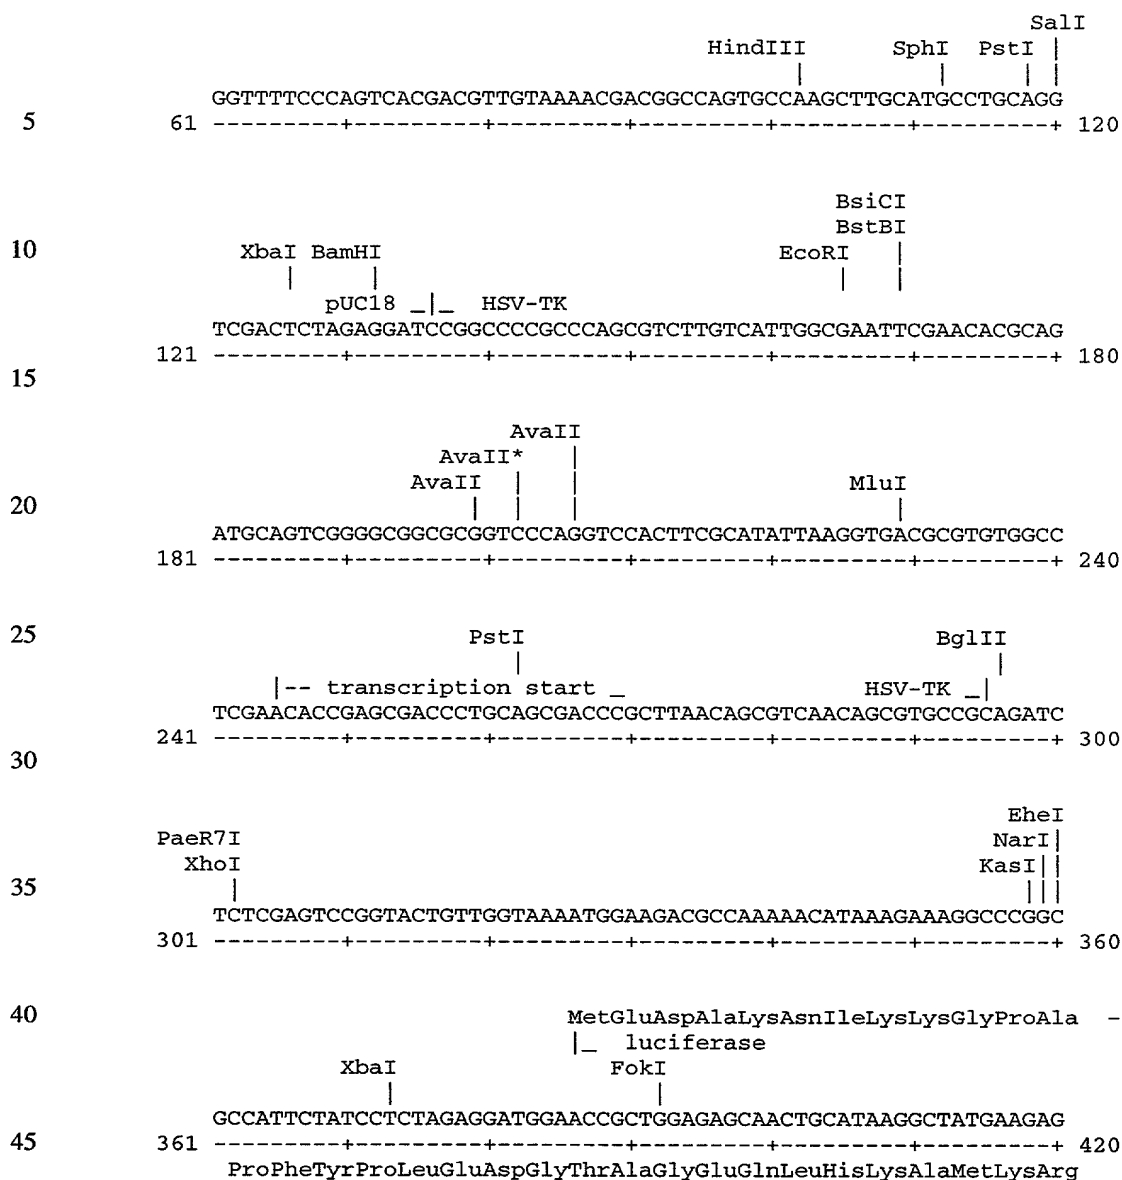 SalI
HindIII SphI PstI |
| | | |
GGTTTTCCCAGTCACGACGTTGTAAAACGACGGCCAGTGCCAAGCTTGCATGCCTGCAGG
5 61 ---------+---------+---------+---------+---------+---------+ 120
BsiCI
BstBI
10 XbaI BamHI EcoRI |
| | | |
pUC18 _|_ HSV-TK
TCGACTCTAGAGGATCCGGCCCCGCCCAGCGTCTTGTCATTGGCGAATTCGAACACGCAG
121 ---------+---------+---------+---------+---------+---------+ 180
15
AvaII
AvaII* |
AvaII | | MluI
20 | | | |
ATGCAGTCGGGGCGGCGCGGTCCCAGGTCCACTTCGCATATTAAGGTGACGCGTGTGGCC
181 ---------+---------+---------+---------+---------+---------+ 240
25 PstI BglII
| |
|-- transcription start _ HSV-TK _|
TCGAACACCGAGCGACCCTGCAGCGACCCGCTTAACAGCGTCAACAGCGTGCCGCAGATC
241 ---------+---------+---------+---------+---------+---------+ 300
30
EheI
PaeR7I NarI|
XhoI KasI||
35 | |||
TCTCGAGTCCGGTACTGTTGGTAAAATGGAAGACGCCAAAAACATAAAGAAAGGCCCGGC
301 ---------+---------+---------+---------+---------+---------+ 360
40 MetGluAspAlaLysAsnIleLysLysGlyProAla -
|_ luciferase
XbaI FokI
| |
GCCATTCTATCCTCTAGAGGATGGAACCGCTGGAGAGCAACTGCATAAGGCTATGAAGAG
45 361 ---------+---------+---------+---------+---------+---------+ 420
ProPheTyrProLeuGluAspGlyThrAlaGlyGluGlnLeuHisLysAlaMetLysArg